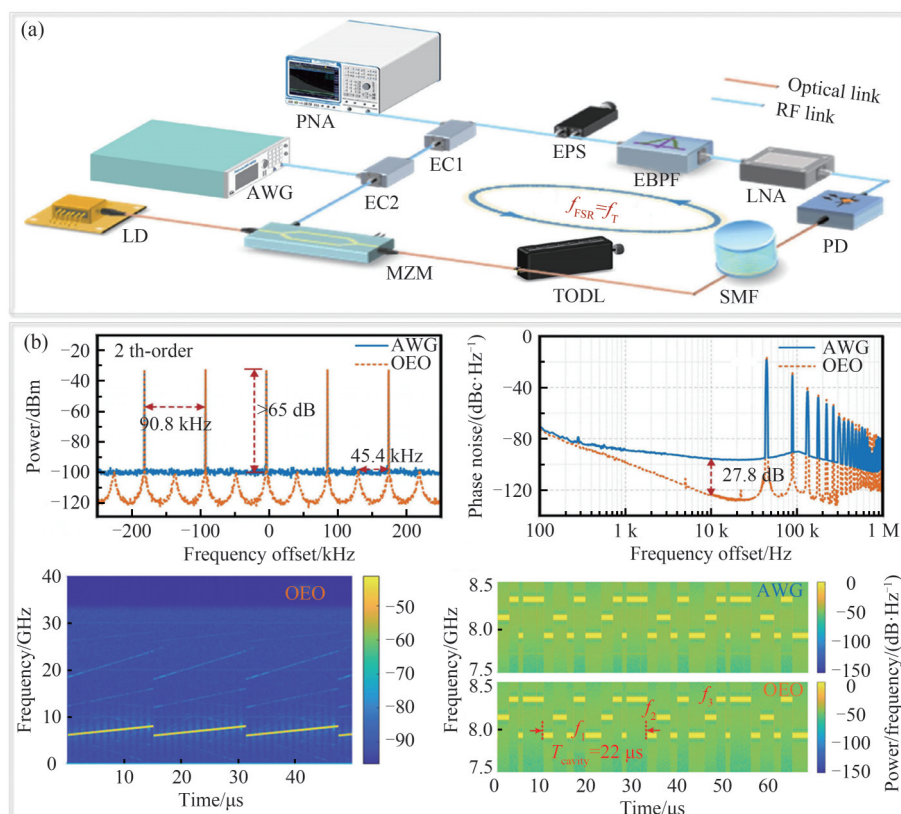 (a)
PNA
Optical link
RF link
EC1
EPS
EBPF
AWG
EC2
LNA
LD
f_FSR=f_T
PD
MZM
TODL
SMF
(b)
2 th-order
AWG
OEO
>65 dB
90.8 kHz
45.4 kHz
Power/dBm
−20
−40
−60
−80
−100
−120
−200
−100
0
100
200
Frequency offset/kHz
AWG
OEO
27.8 dB
Phase noise/(dBc·Hz⁻¹)
0
−40
−80
−120
100
1 k
10 k
100 k
1 M
Frequency offset/Hz
OEO
Frequency/GHz
40
30
20
10
0
10
20
30
40
Time/μs
−50
−60
−70
−80
−90
AWG
8.5
8.0
7.5
0
−50
−100
−150
OEO
f
f₂
f₃
T_cavity=22 μs
Frequency/GHz
8.5
8.0
7.5
0
10
20
30
40
50
60
Time/μs
0
−50
−100
−150
Power/frequency/(dB·Hz⁻¹)